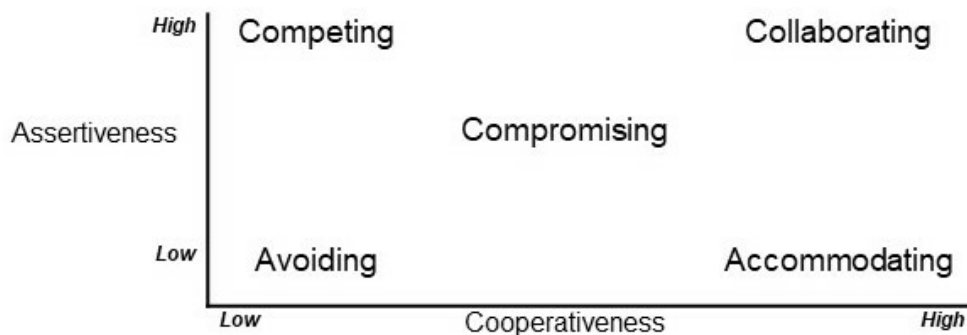 High Competing Collaborating
Assertiveness Compromising
Low Avoiding Accommodating
Low Cooperativeness High